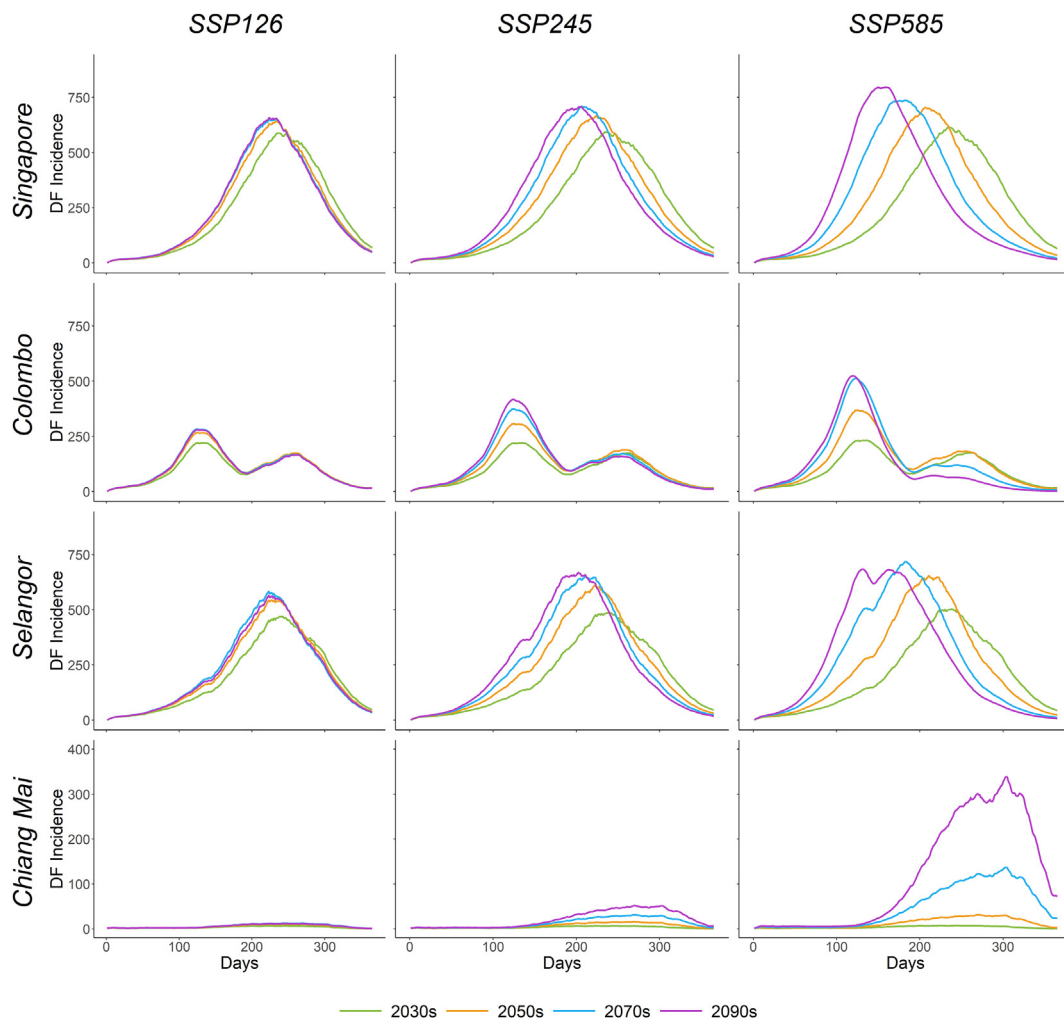 SSP126 SSP245 SSP585
Singapore
DF Incidence
750
500
250
0
Colombo
DF Incidence
750
500
250
0
Selangor
DF Incidence
750
500
250
0
Chiang Mai
DF Incidence
400
300
200
100
0
0 100 200 300 0 100 200 300 0 100 200 300
Days Days Days
2030s 2050s 2070s 2090s